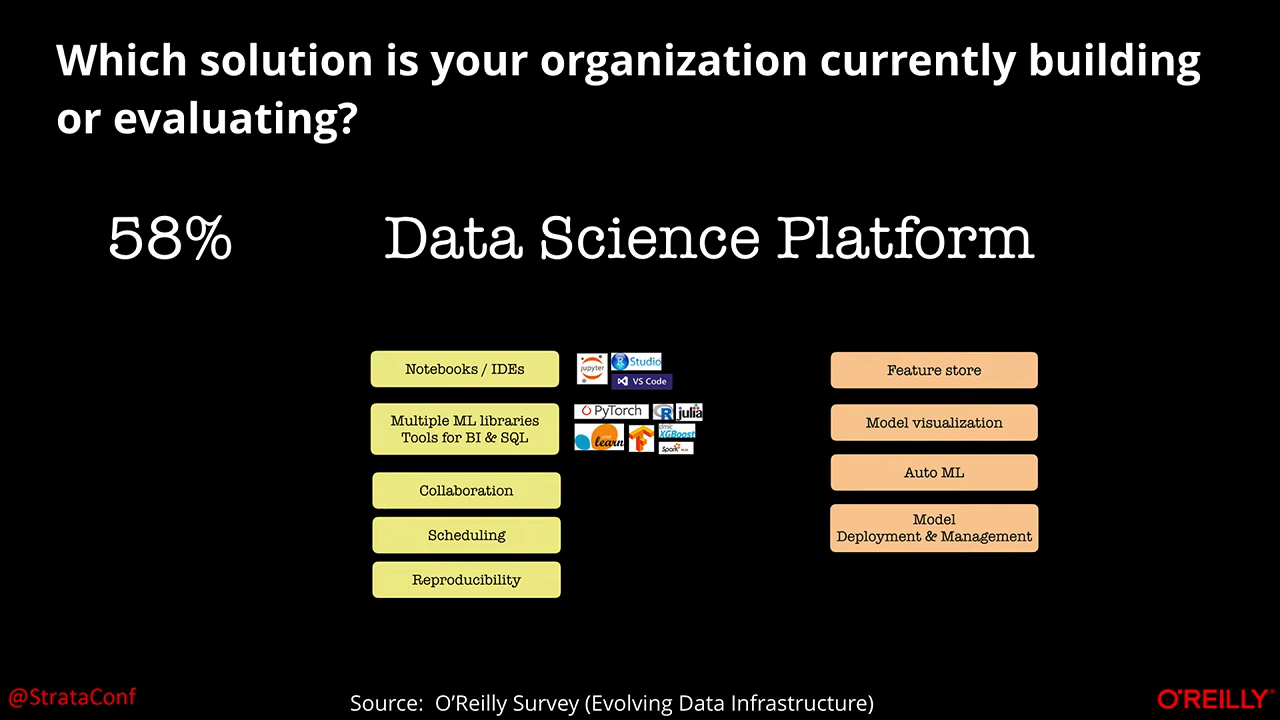 Which solution is your organization currently building
or evaluating?
58%
Data Science Platform
Notebooks / IDEs
jupyter
R Studio
VS Code
Multiple ML libraries
Tools for BI & SQL
PyTorch
R
julia
learn
dmlc
XGBoost
Spark
Collaboration
Scheduling
Reproducibility
Feature store
Model visualization
Auto ML
Model
Deployment & Management
@StrataConf
Source: O'Reilly Survey (Evolving Data Infrastructure)
O'REILLY®